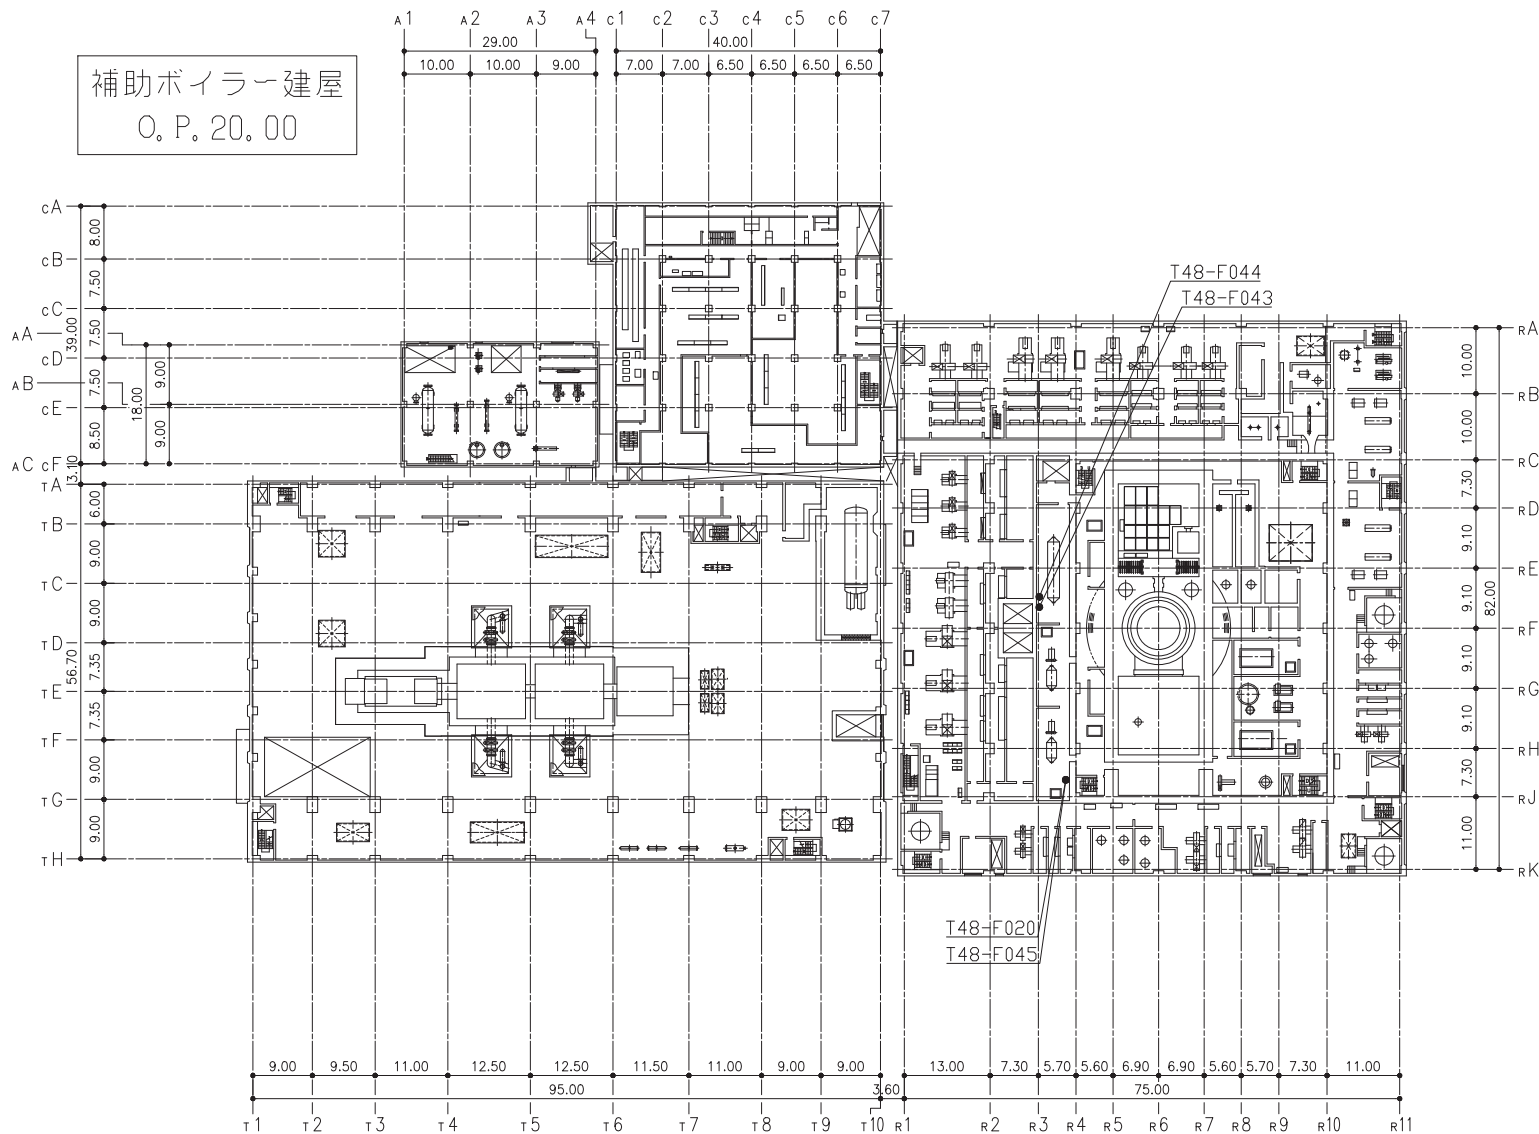 A1 A2 A3 A4 C1 C2 C3 C4 C5 C6 C7
29.00 40.00
10.00 10.00 9.00 7.00 7.00 6.50 6.50 6.50 6.50
補助ボイラー建屋
O.P.20.00
CA
8.00
CB
7.50
CC
AA
39.00
7.50
CD
AB
7.50
CE
8.50
AC CF
18.00
9.00
9.00
3.10
TA
6.00
TB
9.00
TC
9.00
TD
7.35
56.70
TE
7.35
TF
9.00
TG
9.00
TH
T48-F044
T48-F043
RA
10.00
RB
10.00
RC
7.30
RD
9.10
RE
9.10
82.00
RF
9.10
RG
9.10
RH
7.30
RJ
11.00
RK
T48-F020
T48-F045
9.00 9.50 11.00 12.50 12.50 11.50 11.00 9.00 9.00 13.00 7.30 5.70 5.60 6.90 6.90 5.60 5.70 7.30 11.00
95.00 3.60 75.00
T1 T2 T3 T4 T5 T6 T7 T8 T9 T10 R1 R2 R3 R4 R5 R6 R7 R8 R9 R10 R11